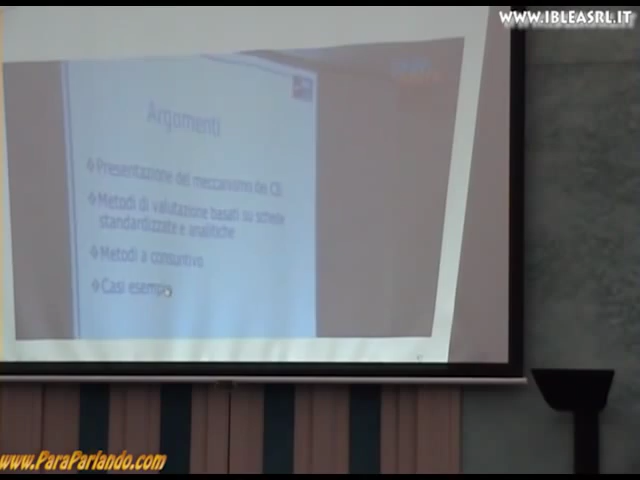 WWW.IBLEASRL.IT
Argomenti
Presentazione del meccanismo dei
Metodi di valutazione basati su schede
standardizzate e analitiche
Metodi a consuntivo
Casi esempio
www.ParaParlando.com